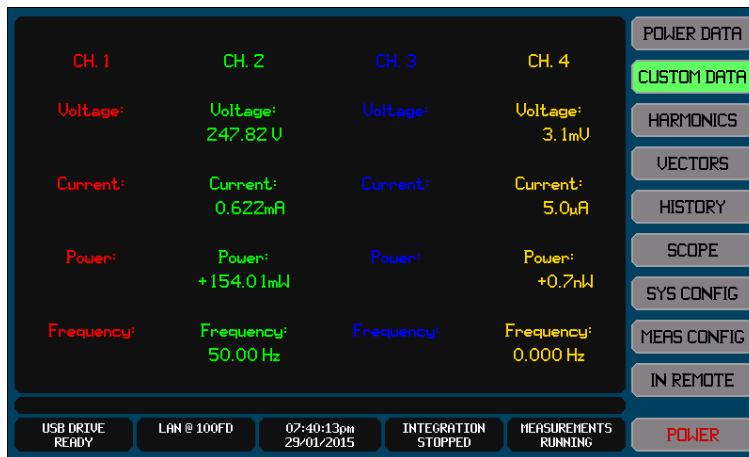 CH. 1 CH. 2 CH. 3 CH. 4
Voltage: Voltage: Voltage: Voltage:
247.82 V 3.1mV
Current: Current: Current: Current:
0.622mA 5.0µA
Power: Power: Power: Power:
+154.01mW +0.7nW
Frequency: Frequency: Frequency: Frequency:
50.00 Hz 0.000 Hz
POWER DATA
CUSTOM DATA
HARMONICS
VECTORS
HISTORY
SCOPE
SYS CONFIG
MEAS CONFIG
IN REMOTE
USB DRIVE LAN @ 100FD 07:40:13pm INTEGRATION MEASUREMENTS
READY 29/01/2015 STOPPED RUNNING
POWER